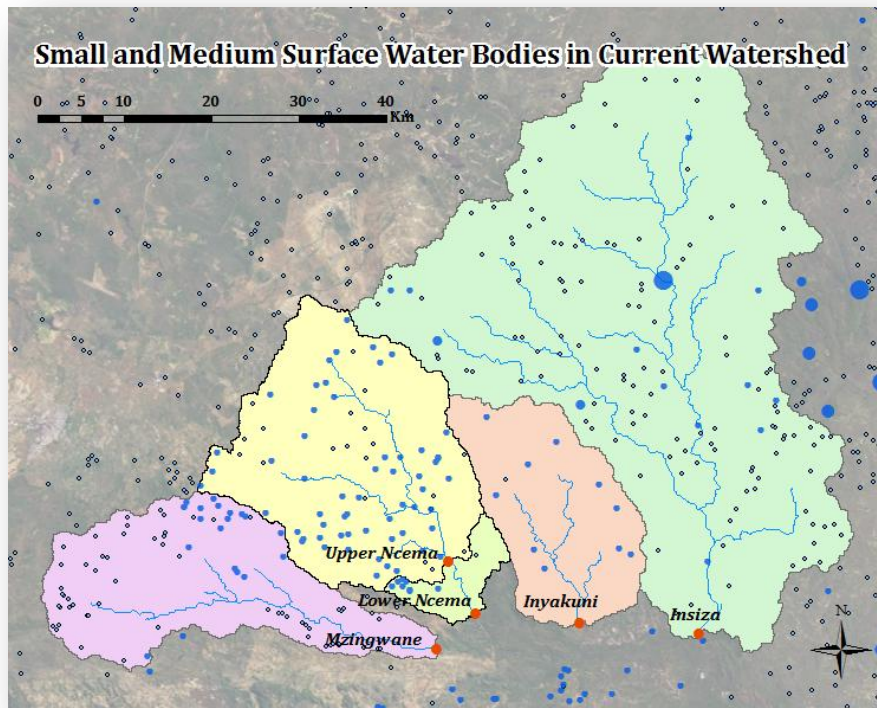 Small and Medium Surface Water Bodies in Current Watershed
0 5 10 20 30 40
Km
Upper Ncema
Lower Ncema
Inyakuni
Insiza
Mzingwane
N